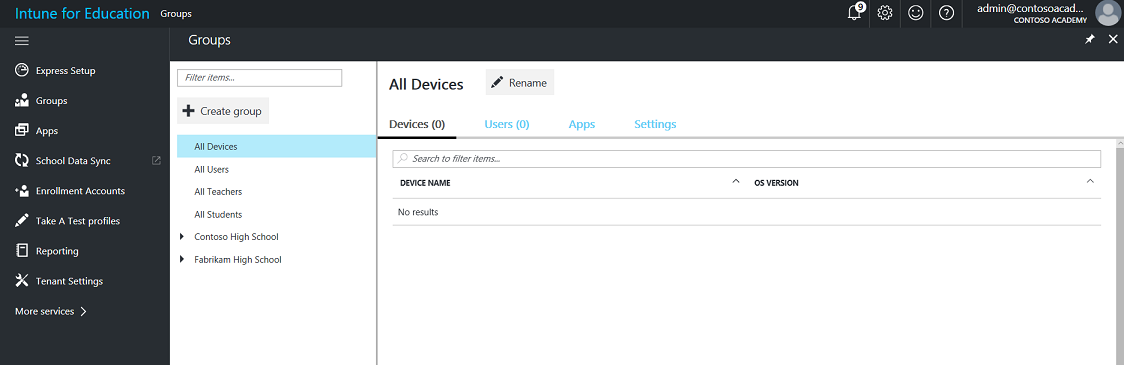 Intune for Education Groups 9 admin@contosoacad...
CONTOSO ACADEMY
Groups
Express Setup
Groups
Apps
School Data Sync
Enrollment Accounts
Take A Test profiles
Reporting
Tenant Settings
More services
Filter items...
Create group
All Devices
All Users
All Teachers
All Students
Contoso High School
Fabrikam High School
All Devices Rename
Devices (0) Users (0) Apps Settings
Search to filter items...
DEVICE NAME OS VERSION
No results